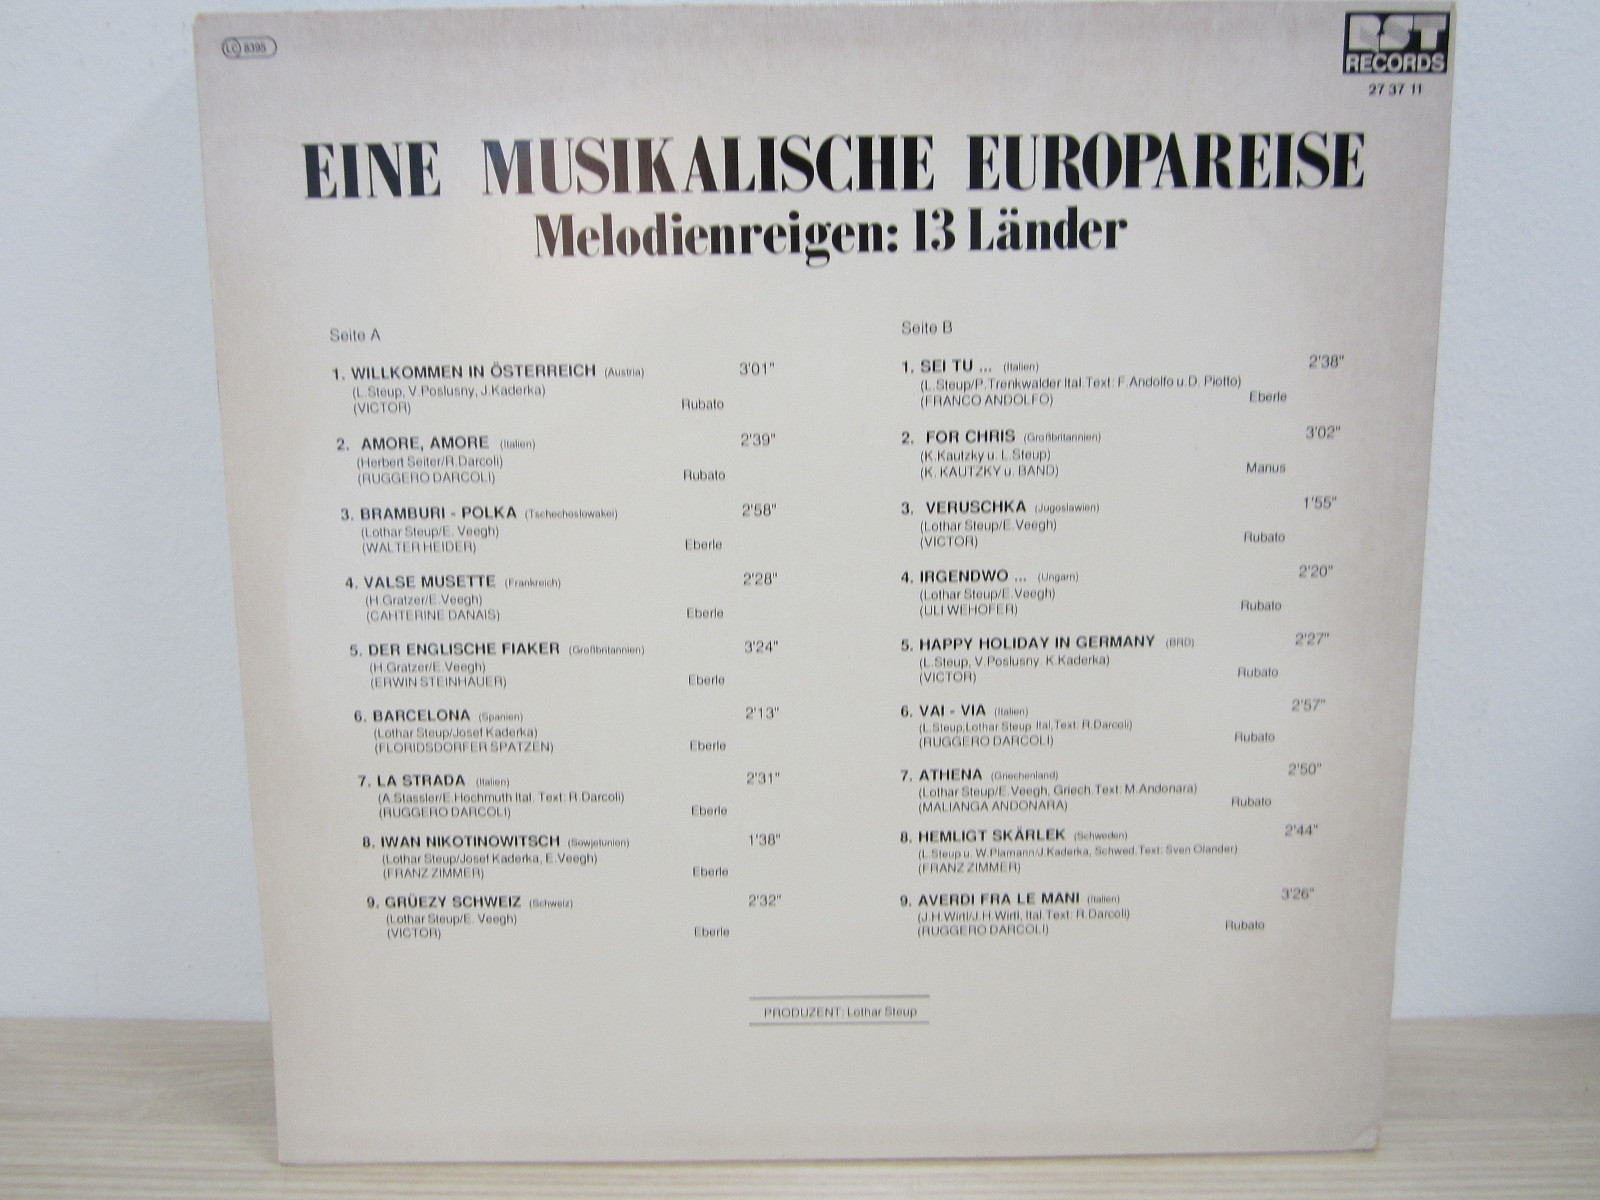 LC 8395
RST
RECORDS
27 37 11
EINE MUSIKALISCHE EUROPAREISE
Melodienreigen: 13 Länder
Seite A
1. WILLKOMMEN IN ÖSTERREICH (Austria) 3'01"
(L.Steup, V.Poslusny, J.Kaderka)
(VICTOR) Rubato
2. AMORE, AMORE (Italien) 2'39"
(Herbert Seiter/R.Darcoli)
(RUGGERO DARCOLI) Rubato
3. BRAMBURI - POLKA (Tschechoslowakei) 2'58"
(Lothar Steup/E. Veegh)
(WALTER HEIDER) Eberle
4. VALSE MUSETTE (Frankreich) 2'28"
(H.Gratzer/E.Veegh)
(CAHTERINE DANAIS) Eberle
5. DER ENGLISCHE FIAKER (Großbritannien) 3'24"
(H.Gratzer/E.Veegh)
(ERWIN STEINHAUER) Eberle
6. BARCELONA (Spanien) 2'13"
(Lothar Steup/Josef Kaderka)
(FLORIDSDORFER SPATZEN) Eberle
7. LA STRADA (Italien) 2'31"
(A.Stassler/E.Hochmuth Ital. Text: R.Darcoli)
(RUGGERO DARCOLI) Eberle
8. IWAN NIKOTINOWITSCH (Sowjetunien) 1'38"
(Lothar Steup/Josef Kaderka, E.Veegh)
(FRANZ ZIMMER) Eberle
9. GRÜEZY SCHWEIZ (Schweiz) 2'32"
(Lothar Steup/E. Veegh)
(VICTOR) Eberle
Seite B
1. SEI TU ... (Italien) 2'38"
(L.Steup/P.Trenkwalder Ital. Text: F.Andolfo u.D. Piotto)
(FRANCO ANDOLFO) Eberle
2. FOR CHRIS (Großbritannien) 3'02"
(K.Kautzky u. L.Steup)
(K. KAUTZKY u. BAND) Manus
3. VERUSCHKA (Jugoslawien) 1'55"
(Lothar Steup/E.Veegh)
(VICTOR) Rubato
4. IRGENDWO ... (Ungarn) 2'20"
(Lothar Steup/E.Veegh)
(ULI WEHOFER) Rubato
5. HAPPY HOLIDAY IN GERMANY (BRD) 2'27"
(L.Steup, V.Poslusny. K.Kaderka)
(VICTOR) Rubato
6. VAI - VIA (Italien) 2'57"
(L.Steup,Lothar Steup Ital,Text: R.Darcoli)
(RUGGERO DARCOLI) Rubato
7. ATHENA (Griechenland) 2'50"
(Lothar Steup/E.Veegh, Griech.Text: M.Andonara)
(MALIANGA ANDONARA) Rubato
8. HEMLIGT SKÄRLEK (Schweden) 2'44"
(L.Steup u. W.Plamann/J.Kaderka, Schwed.Text: Sven Olander)
(FRANZ ZIMMER)
9. AVERDI FRA LE MANI (Italien) 3'26"
(J.H.Wirtl/J.H.Wirtl, Ital.Text: R.Darcoli)
(RUGGERO DARCOLI) Rubato
PRODUZENT: Lothar Steup